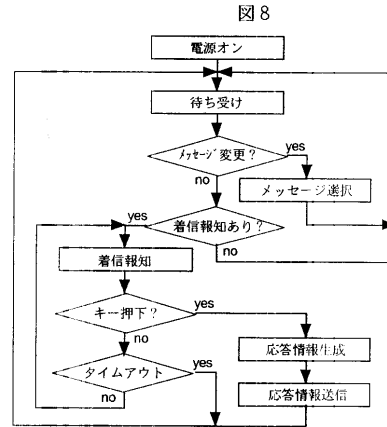 図8
電源オン
待ち受け
メッセージ変更?
yes
no
メッセージ選択
yes
着信報知あり?
no
着信報知
キー押下?
yes
no
応答情報生成
タイムアウト
yes
no
応答情報送信